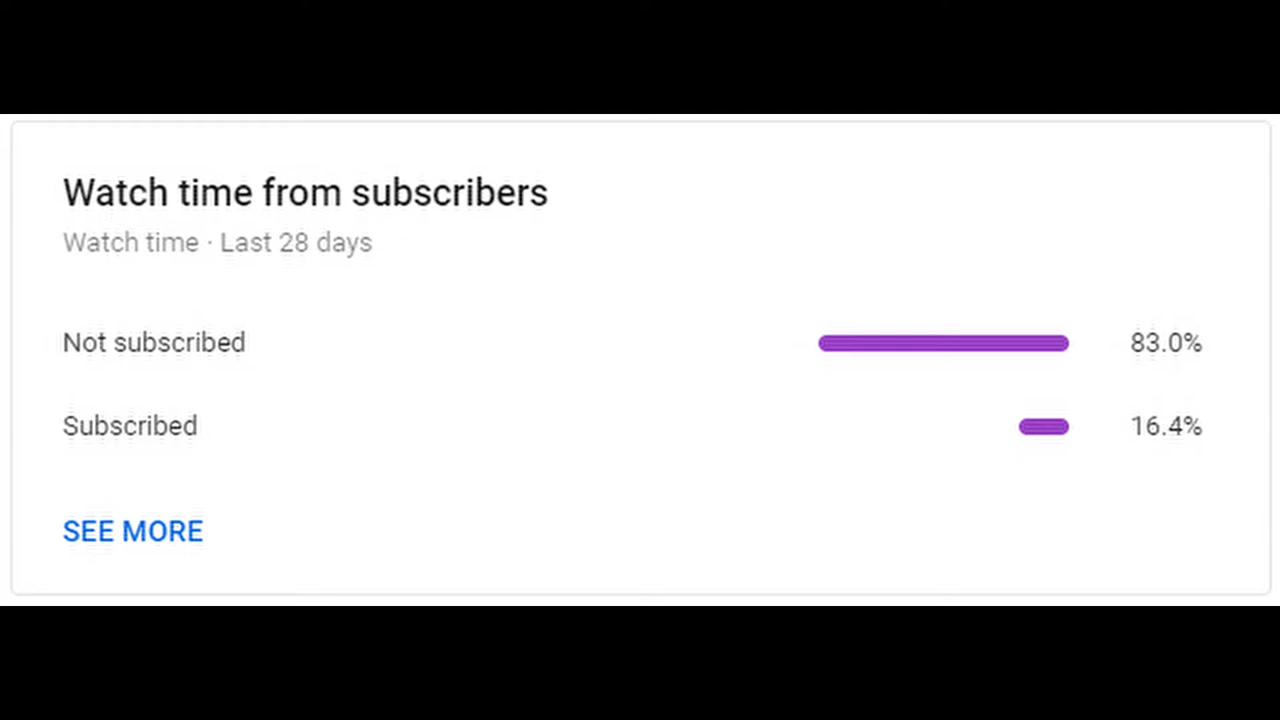 Watch time from subscribers
Watch time · Last 28 days
Not subscribed 83.0%
Subscribed 16.4%
SEE MORE